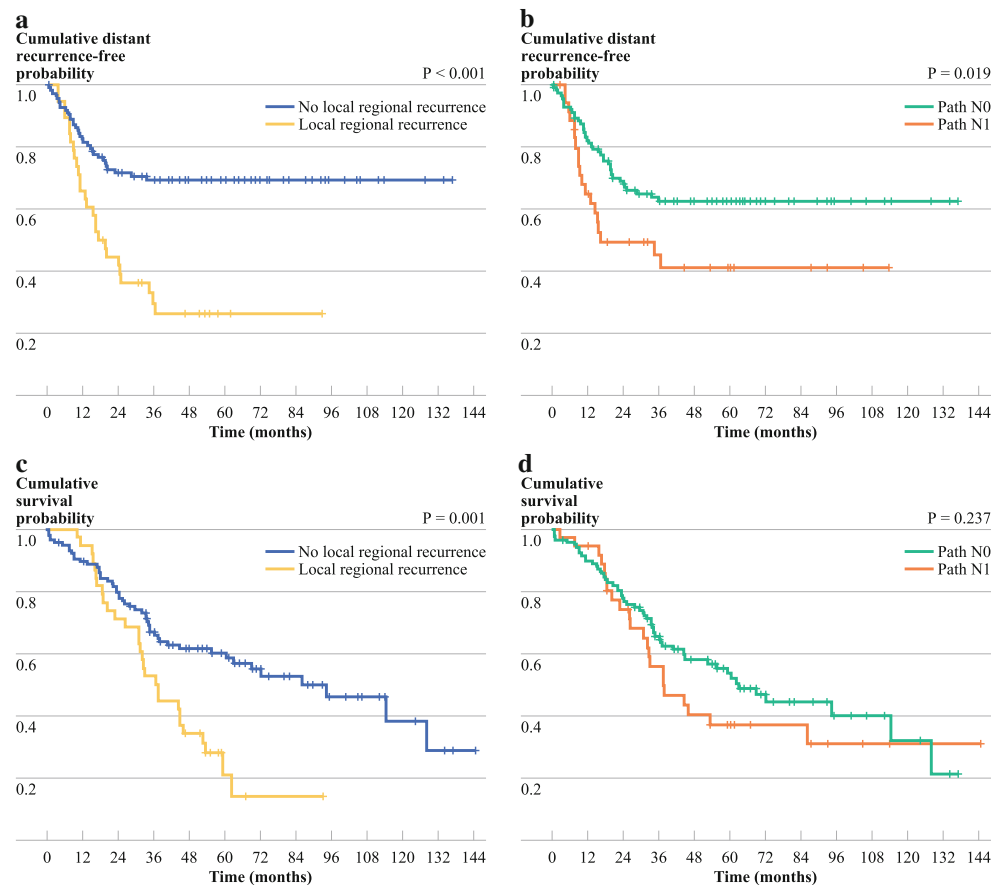 a
Cumulative distant
recurrence-free
probability
P < 0.001
1.0
No local regional recurrence
Local regional recurrence
0.8
0.6
0.4
0.2
0 12 24 36 48 60 72 84 96 108 132 144
Time (months)
b
Cumulative distant
recurrence-free
probability
P = 0.019
1.0
Path N0
Path N1
0.8
0.6
0.4
0.2
0 12 24 36 48 60 72 84 96 108 114 120 132 144
Time (months)
c
Cumulative
survival
probability
P = 0.001
1.0
No local regional recurrence
Local regional recurrence
0.8
0.6
0.4
0.2
0 12 24 36 48 60 72 84 96 108 114 132 144
Time (months)
d
Cumulative
survival
probability
P = 0.237
1.0
Path N0
Path N1
0.8
0.6
0.4
0.2
0 12 24 36 48 60 72 84 96 108 114 120 132 144
Time (months)